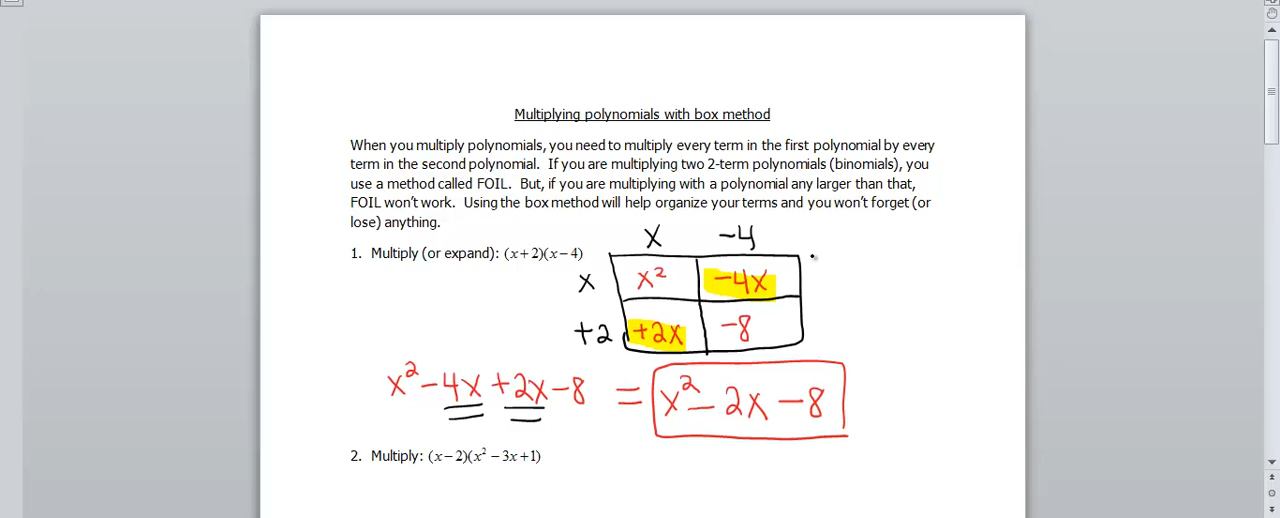 Multiplying polynomials with box method
When you multiply polynomials, you need to multiply every term in the first polynomial by every
term in the second polynomial.  If you are multiplying two 2-term polynomials (binomials), you
use a method called FOIL.  But, if you are multiplying with a polynomial any larger than that,
FOIL won't work.  Using the box method will help organize your terms and you won't forget (or
lose) anything.
x -4
1. Multiply (or expand): (x+2)(x−4)
x x² -4x
+2 +2x -8
x² - 4x + 2x - 8 = x² - 2x - 8
2. Multiply: (x−2)(x² − 3x+1)